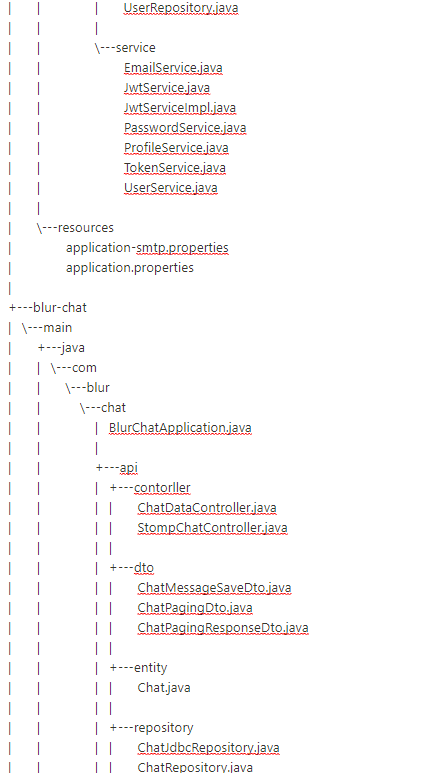 |       |       |       UserRepository.java
|       |       |
|       |       \---service
|       |               EmailService.java
|       |               JwtService.java
|       |               JwtServiceImpl.java
|       |               PasswordService.java
|       |               ProfileService.java
|       |               TokenService.java
|       |               UserService.java
|       |
|       \---resources
|               application-smtp.properties
|               application.properties
|
+---blur-chat
|   \---main
|       +---java
|       |   \---com
|       |       \---blur
|       |           \---chat
|       |               |   BlurChatApplication.java
|       |               |
|       |               +---api
|       |               |   +---contorller
|       |               |   |       ChatDataController.java
|       |               |   |       StompChatController.java
|       |               |   |
|       |               |   +---dto
|       |               |   |       ChatMessageSaveDto.java
|       |               |   |       ChatPagingDto.java
|       |               |   |       ChatPagingResponseDto.java
|       |               |   |
|       |               |   +---entity
|       |               |   |       Chat.java
|       |               |   |
|       |               |   +---repository
|       |               |   |       ChatJdbcRepository.java
|       |               |   |       ChatRepository.java